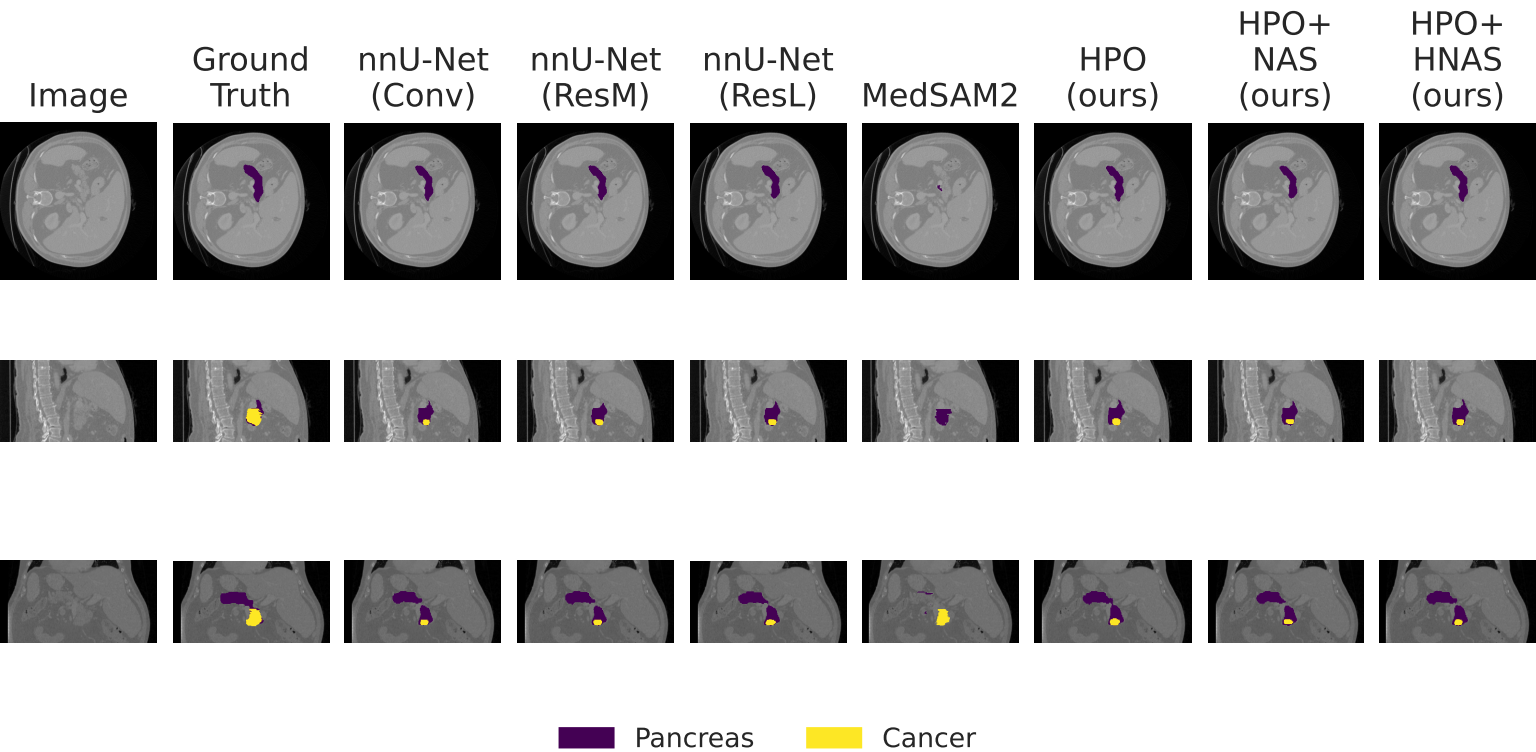 Image
Ground
Truth
nnU-Net
(Conv)
nnU-Net
(ResM)
nnU-Net
(ResL)
MedSAM2
HPO
(ours)
HPO+
NAS
(ours)
HPO+
HNAS
(ours)
Pancreas
Cancer